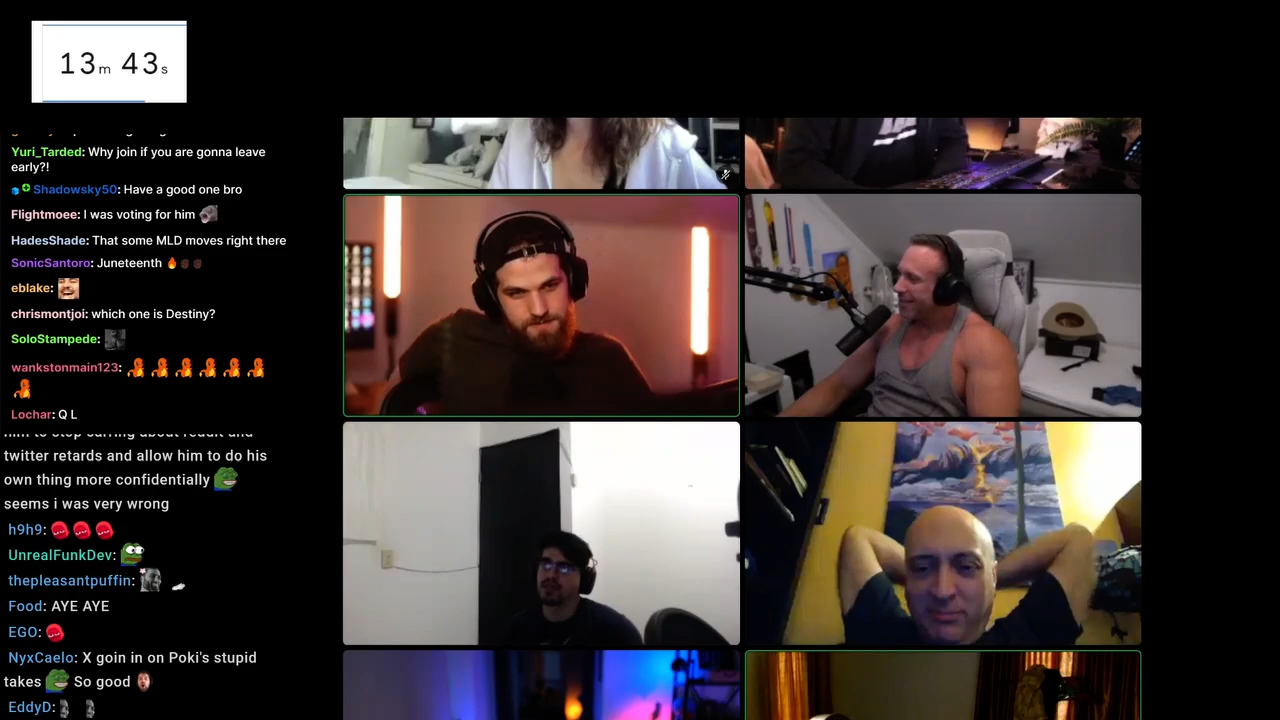 13m 43s
Yuri_Tarded: Why join if you are gonna leave
early?!
Shadowsky50: Have a good one bro
Flightmoee: I was voting for him
HadesShade: That some MLD moves right there
SonicSantoro: Juneteenth
eblake:
chrismontjoi: which one is Destiny?
SoloStampede:
wankstonmain123:
Lochar: Q L
twitter retards and allow him to do his
own thing more confidentially
seems i was very wrong
h9h9:
UnrealFunkDev:
thepleasantpuffin:
Food: AYE AYE
EGO:
NyxCaelo: X goin in on Poki's stupid
takes So good
EddyD: